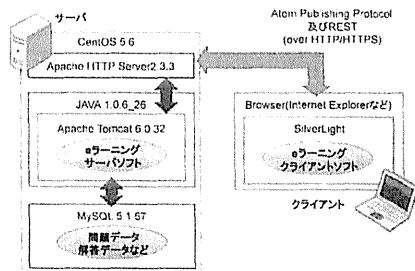 サーバ
CentOS 5.6
Apache HTTP Server2.3.3
JAVA 1.0.6_26
Apache Tomcat 6.0.32
eラーニング
サーバソフト
MySQL 5.1.57
問題データ
解答データなど
Atom Publishing Protocol
及びREST
(over HTTP/HTTPS)
Browser(Internet Explorerなど)
SilverLight
eラーニング
クライアントソフト
クライアント